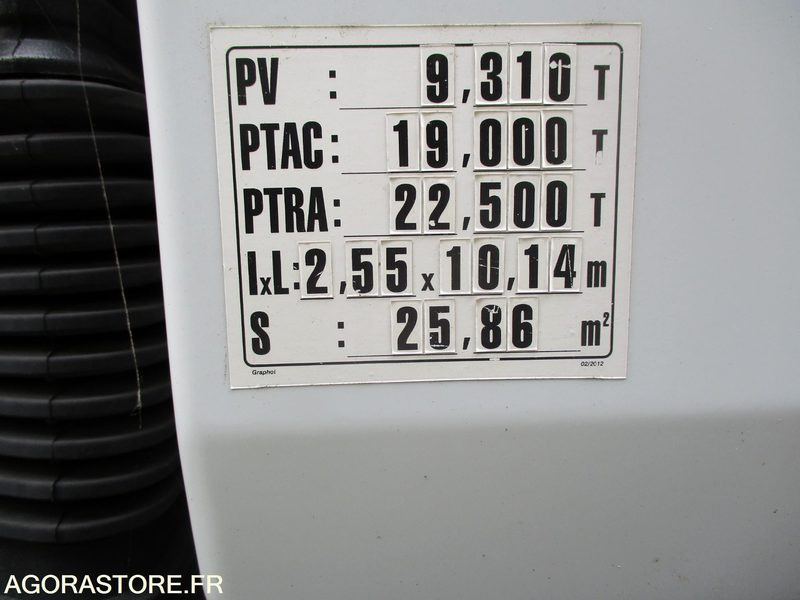 PV : 9,310 T
PTAC : 19,000 T
PTRA : 22,500 T
lxL: 2,55 x 10,14 m
S : 25,86 m²
Graphoi 02/2012
AGORASTORE.FR